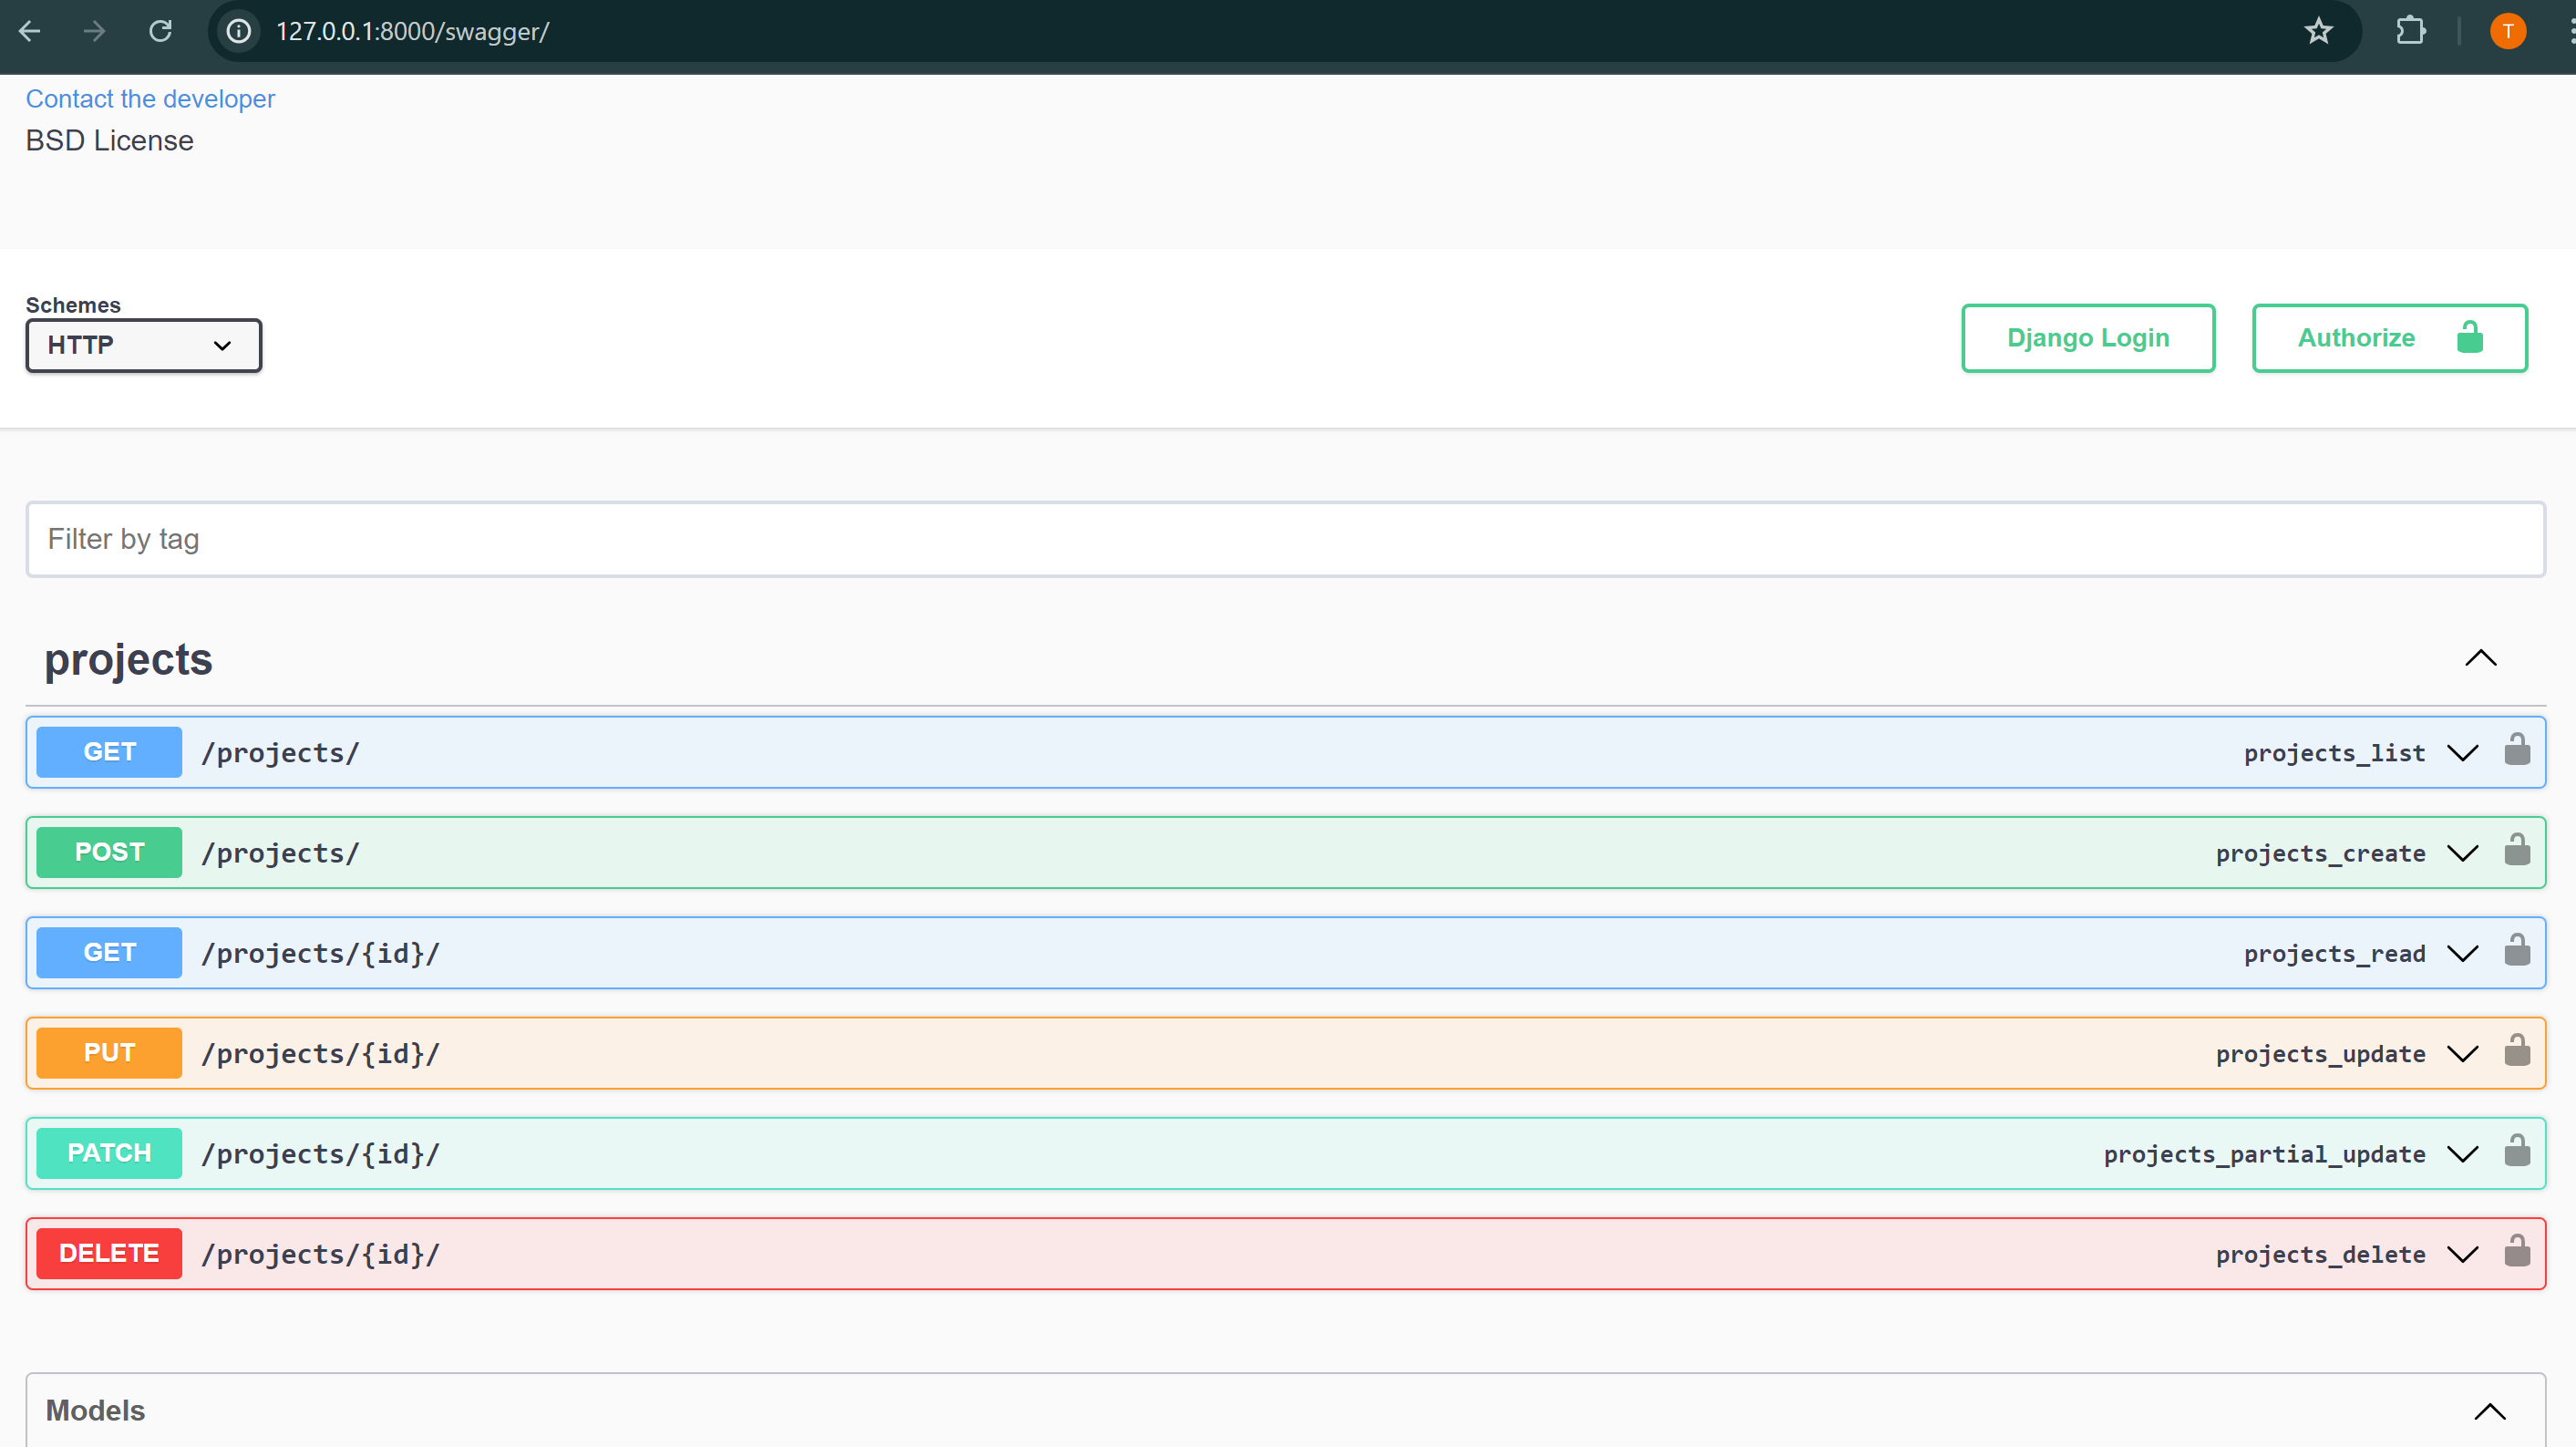 127.0.0.1:8000/swagger/
T
Contact the developer
BSD License
Schemes
HTTP
Django Login
Authorize
Filter by tag
projects
GET /projects/ projects_list
POST /projects/ projects_create
GET /projects/{id}/ projects_read
PUT /projects/{id}/ projects_update
PATCH /projects/{id}/ projects_partial_update
DELETE /projects/{id}/ projects_delete
Models